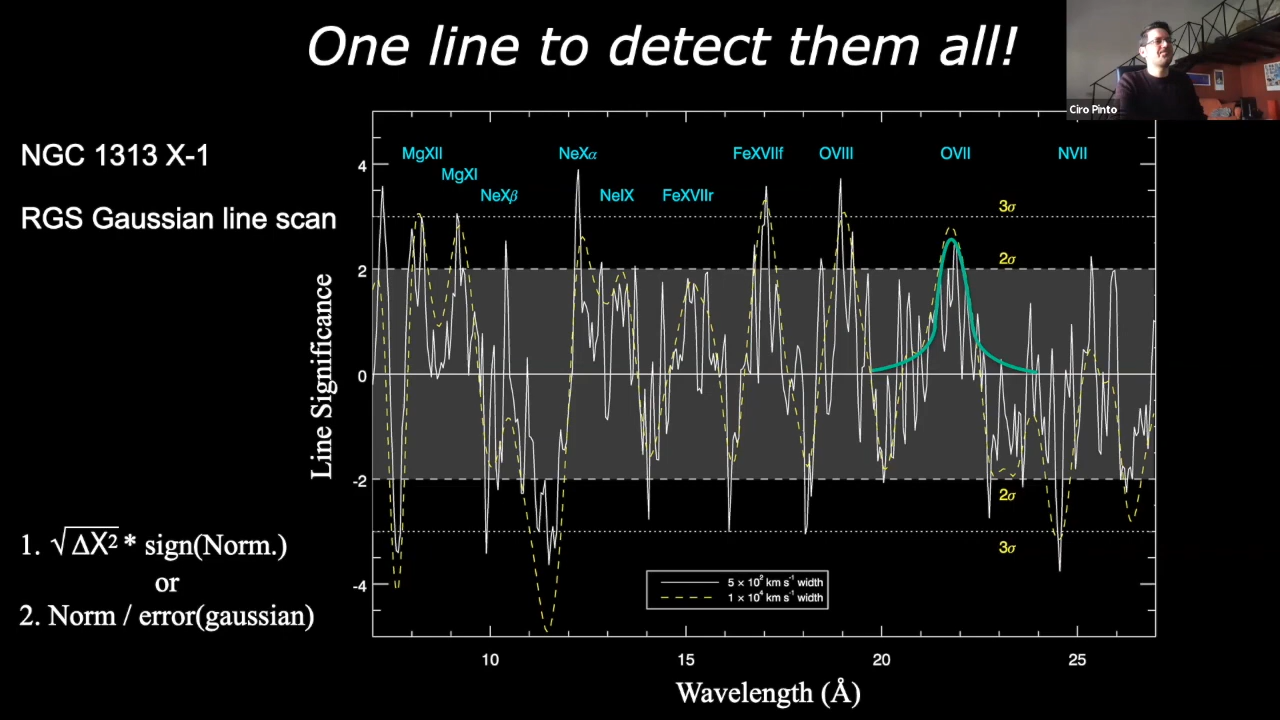 One line to detect them all!
Ciro Pinto
NGC 1313 X-1
RGS Gaussian line scan
MgXII
MgXI
NeXβ
NeXα
NeIX
FeXVIIr
FeXVIIf
OVIII
OVII
NVII
3σ
2σ
2σ
3σ
4
2
0
-2
-4
Line Significance
1. √ΔX² * sign(Norm.)
or
2. Norm / error(gaussian)
5 × 10² km s⁻¹ width
1 × 10⁴ km s⁻¹ width
10 15 20 25
Wavelength (Å)